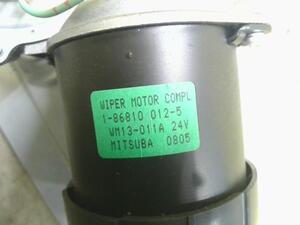 WIPER MOTOR COMPL
1-86810 012-5
WM13-011A 24V
MITSUBA 0805